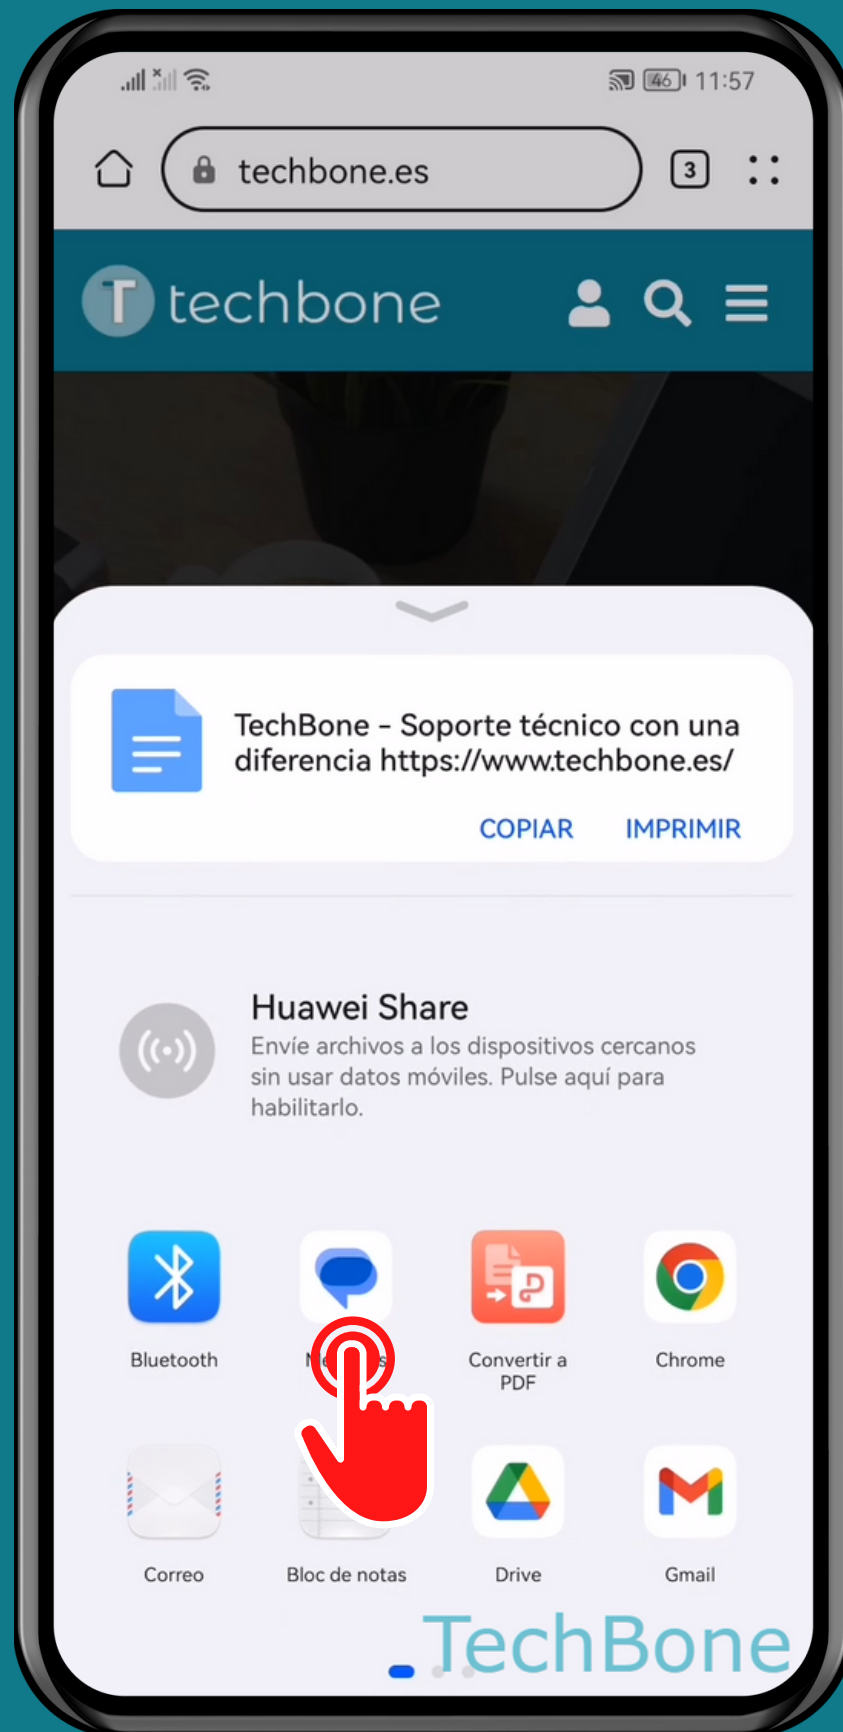 46 11:57
techbone.es 3
T techbone
TechBone - Soporte técnico con una
diferencia https://www.techbone.es/
COPIAR IMPRIMIR
Huawei Share
Envíe archivos a los dispositivos cercanos
sin usar datos móviles. Pulse aquí para
habilitarlo.
Bluetooth Convertir a Chrome
PDF
Correo Bloc de notas Drive Gmail
TechBone